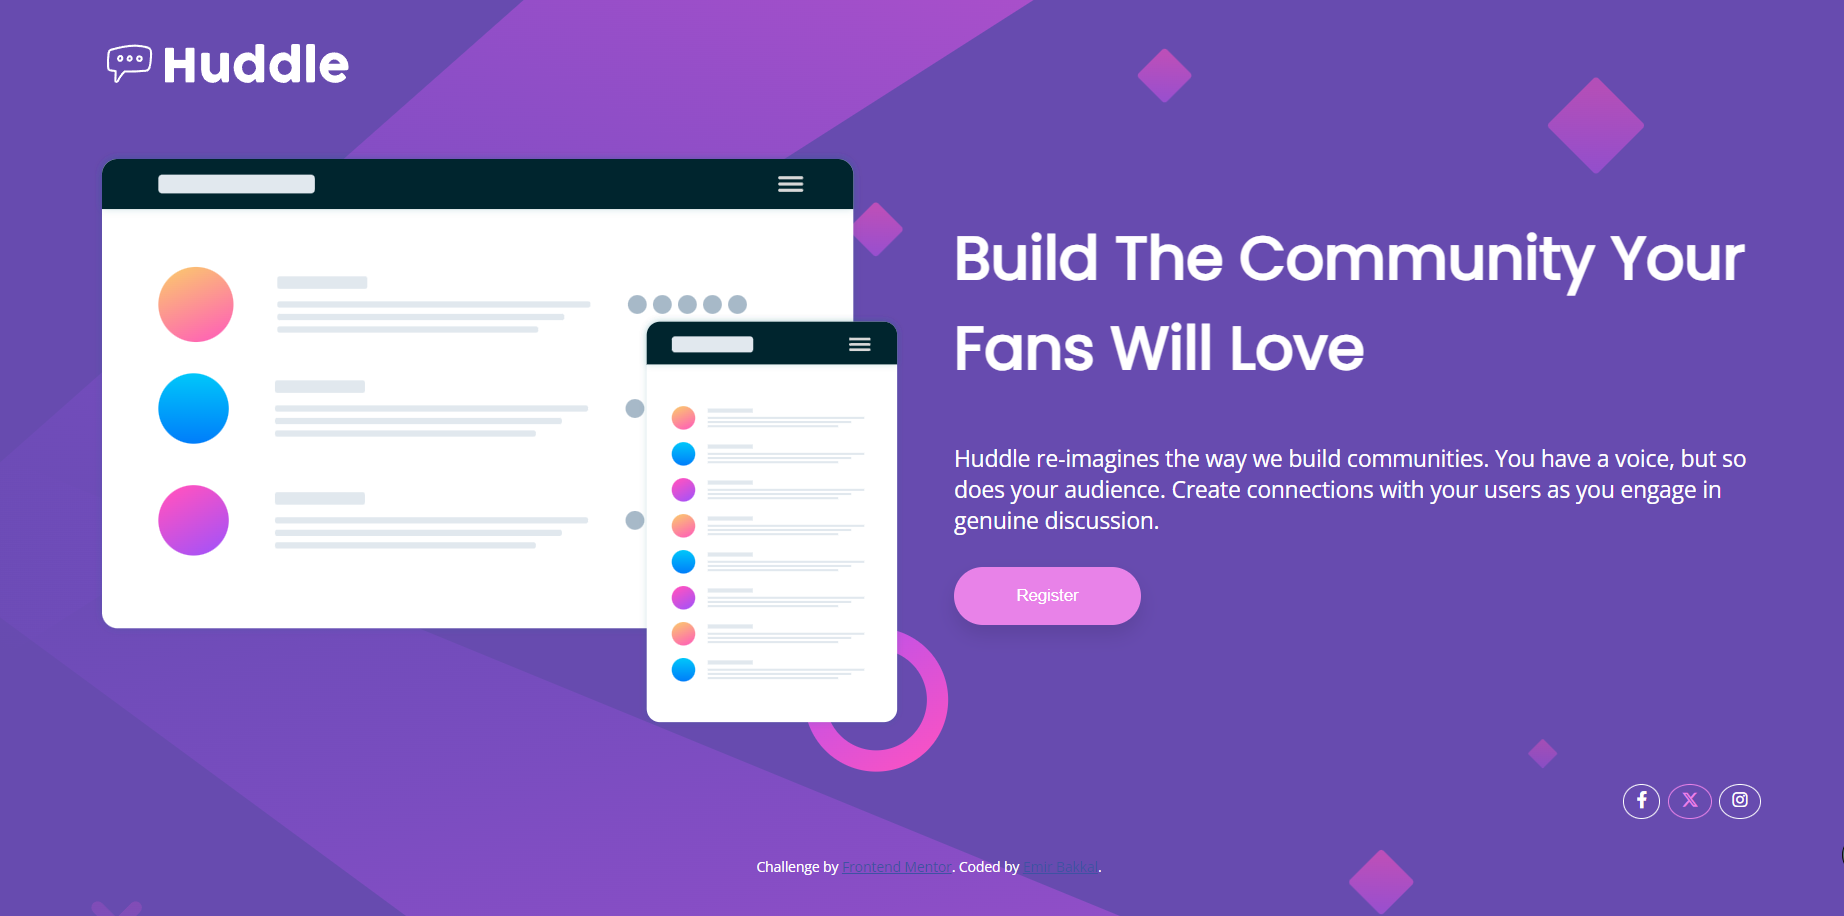 Huddle
Build The Community Your
Fans Will Love
Huddle re-imagines the way we build communities. You have a voice, but so
does your audience. Create connections with your users as you engage in
genuine discussion.
Register
Challenge by Frontend Mentor. Coded by Emir Bakkal.